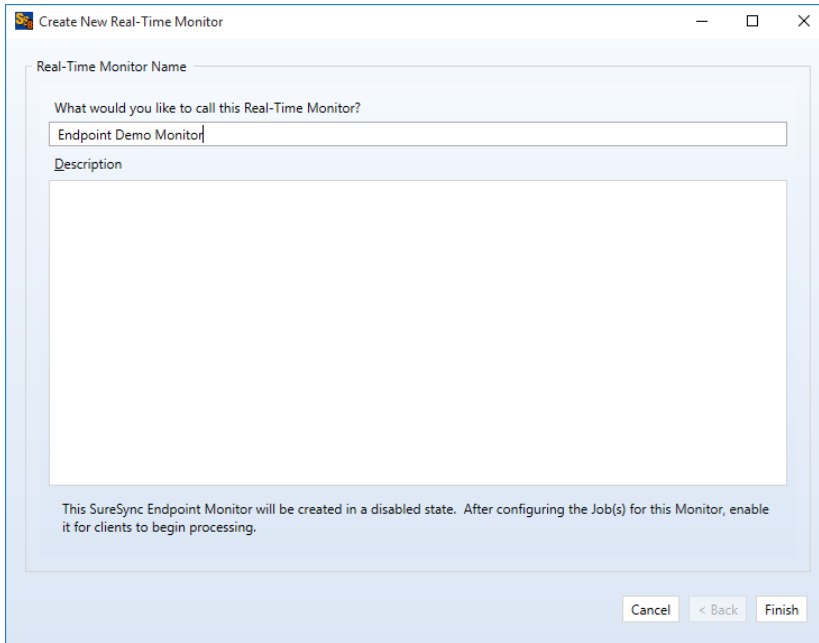 Create New Real-Time Monitor
Real-Time Monitor Name
What would you like to call this Real-Time Monitor?
Endpoint Demo Monitor
Description
This SureSync Endpoint Monitor will be created in a disabled state. After configuring the Job(s) for this Monitor, enable
it for clients to begin processing.
Cancel
< Back
Finish